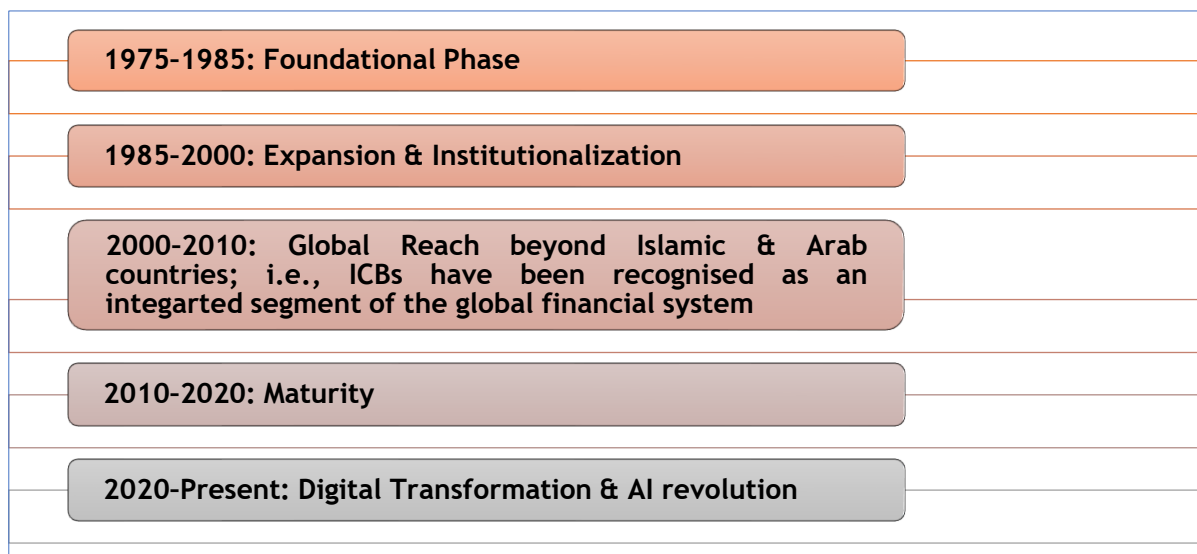 1975–1985: Foundational Phase
1985–2000: Expansion & Institutionalization
2000–2010: Global Reach beyond Islamic & Arab
countries; i.e., ICBs have been recognised as an
integarted segment of the global financial system
2010–2020: Maturity
2020–Present: Digital Transformation & AI revolution